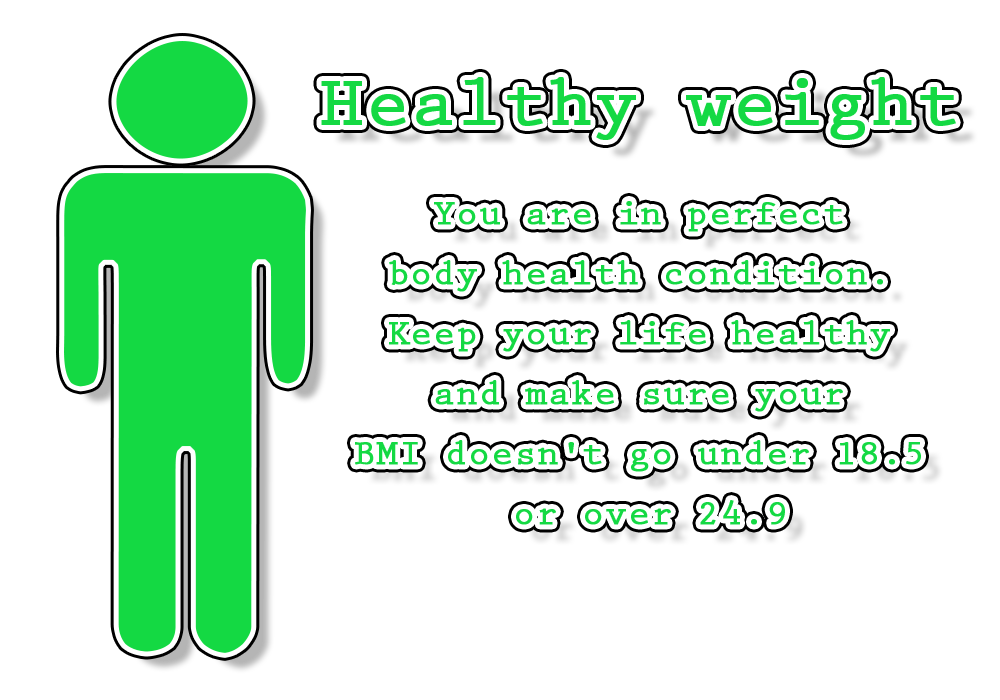 Healthy weight
You are in perfect
body health condition.
Keep your life healthy
and make sure your
BMI doesn't go under 18.5
or over 24.9